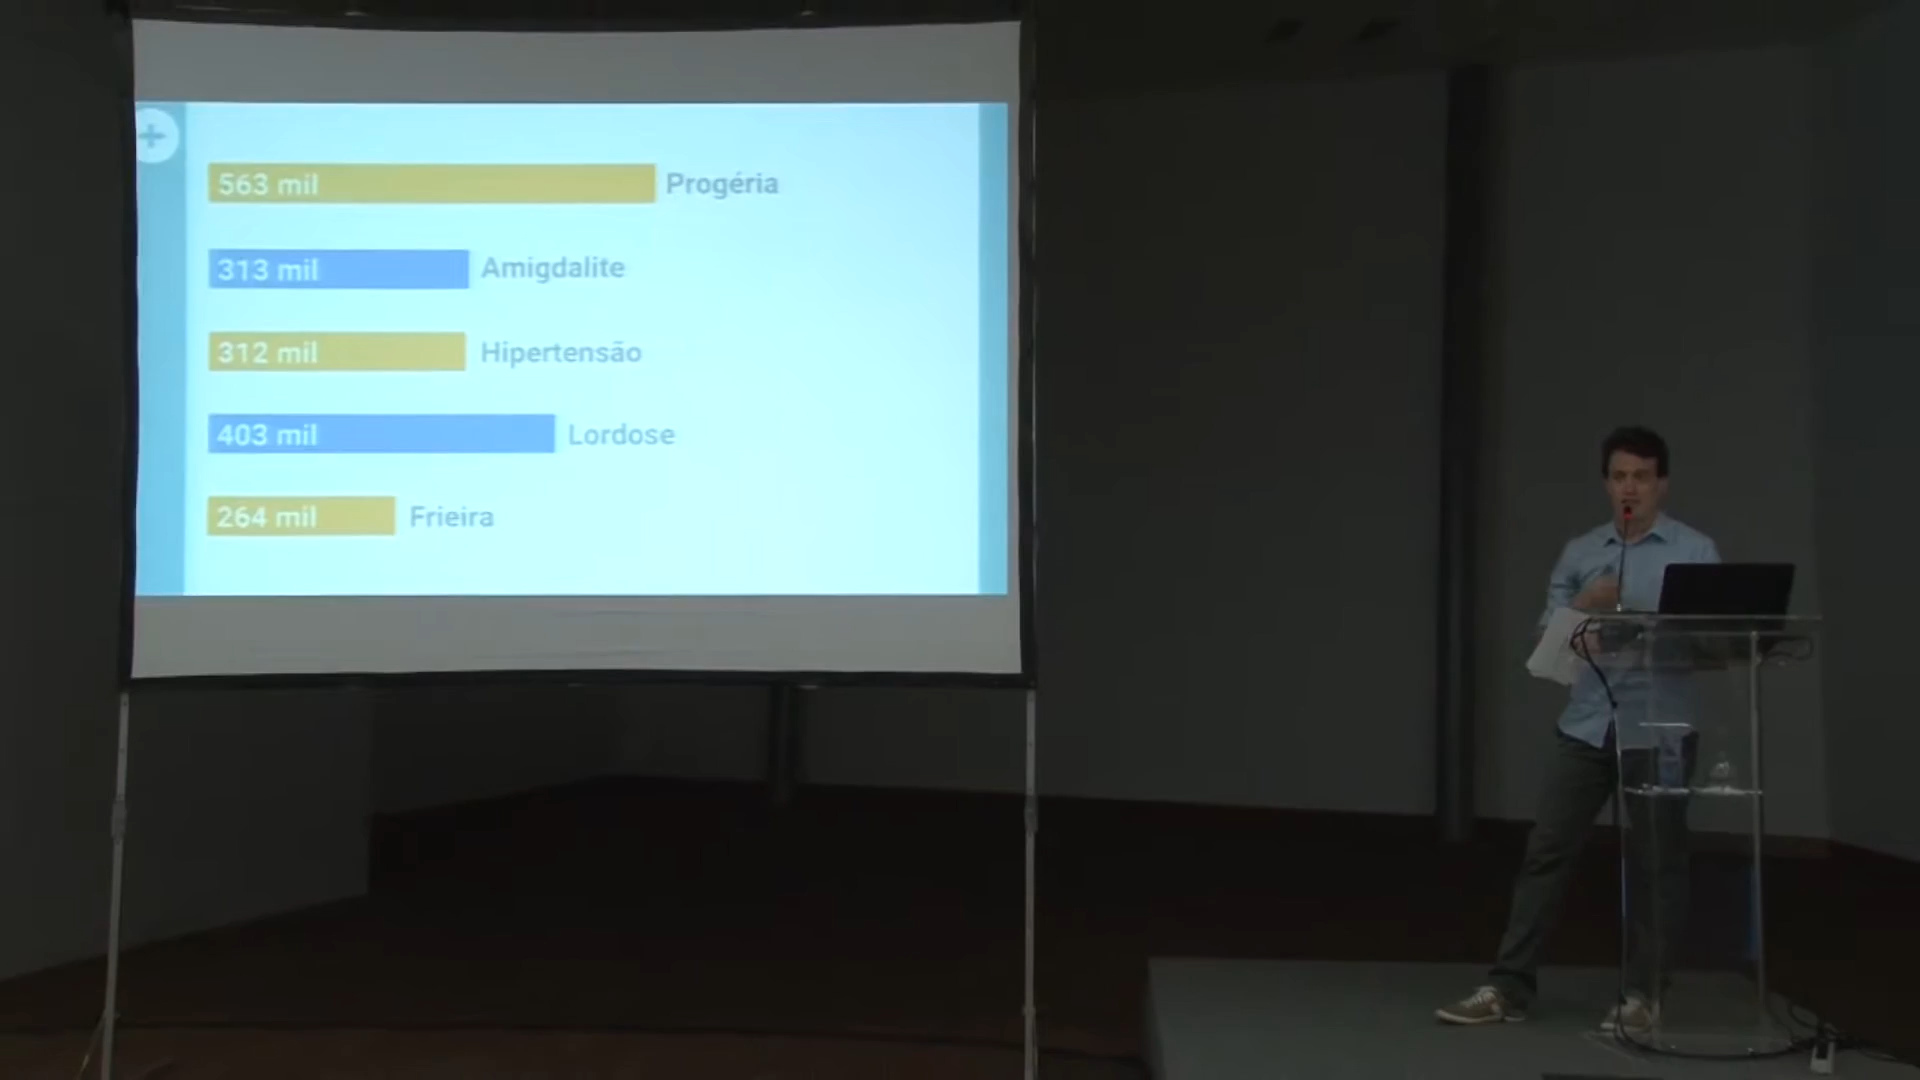 563 mil Progéria
313 mil Amigdalite
312 mil Hipertensão
403 mil Lordose
264 mil Frieira